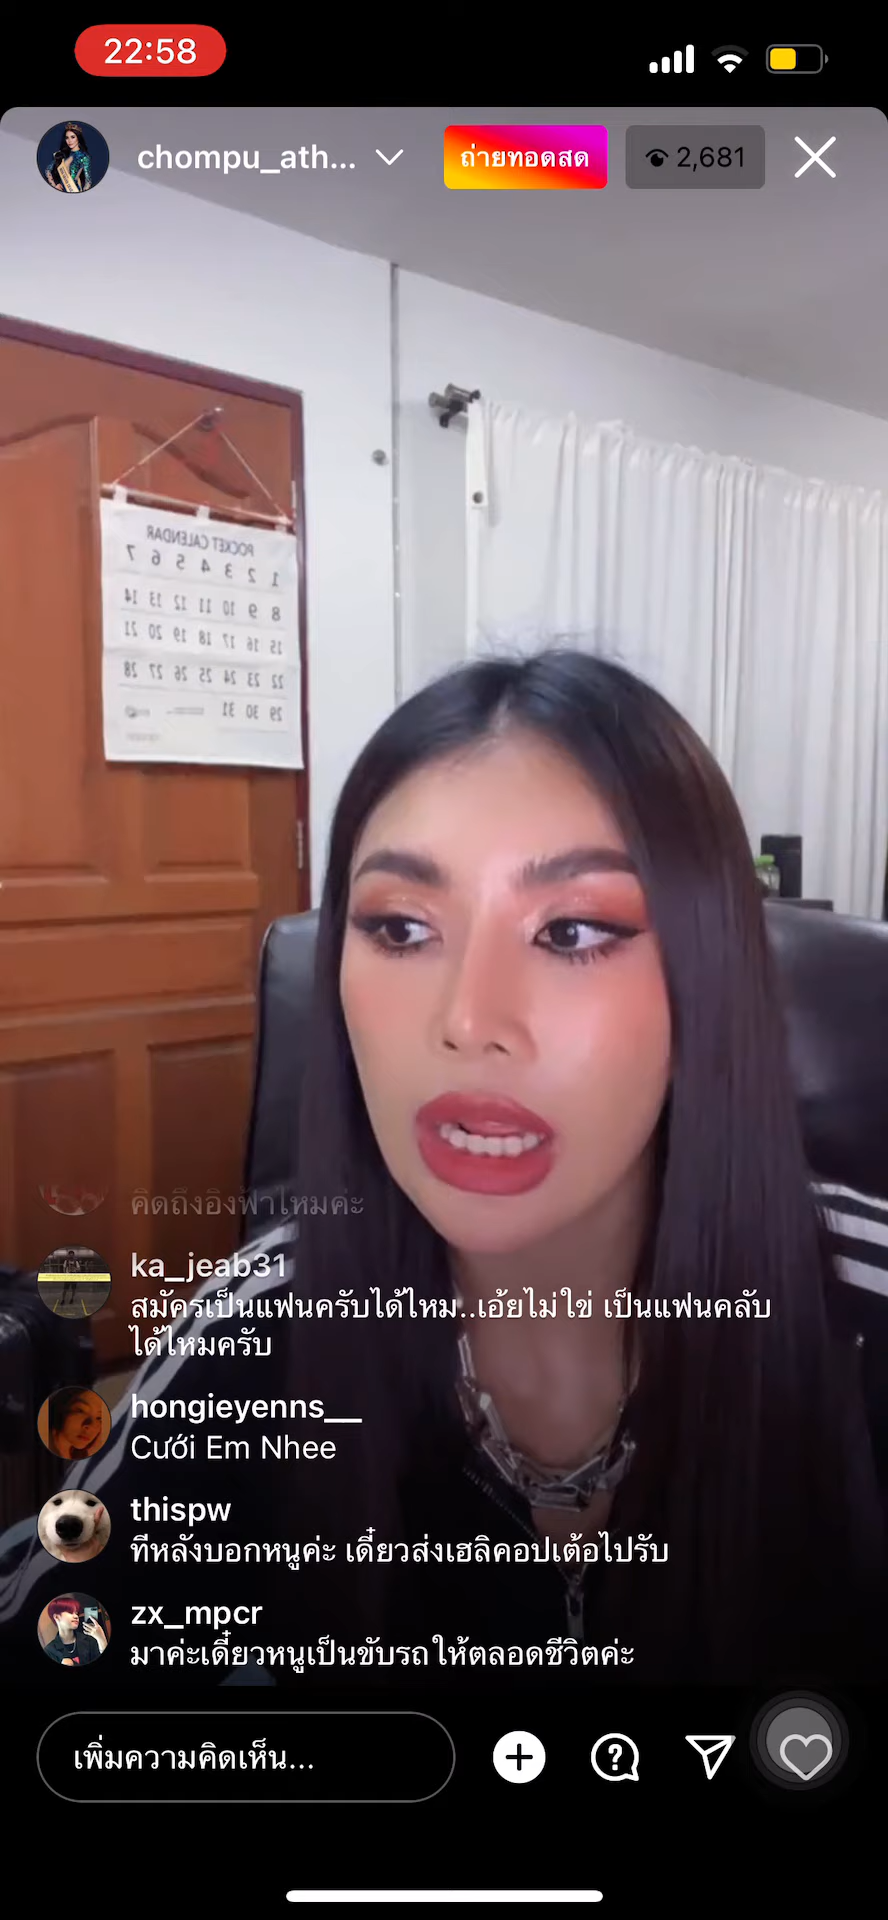 22:58
chompu_ath...
ถ่ายทอดสด
2,681
POCKET CALENDAR
1 2 3 4 5 6 7
8 9 10 11 12 13 14
15 16 17 18 19 20 21
22 23 24 25 26 27 28
29 30 31
คิดถึงอิงฟ้าไหมค่ะ
ka_jeab31
สมัครเป็นแฟนครับได้ไหม..เอ้ยไม่ใข่ เป็นแฟนคลับ
ได้ไหมครับ
hongieyenns__
Cưới Em Nhee
thispw
ทีหลังบอกหนูค่ะ เดี๋ยวส่งเฮลิคอปเต้อไปรับ
zx_mpcr
มาค่ะเดี๋ยวหนูเป็นขับรถให้ตลอดชีวิตค่ะ
เพิ่มความคิดเห็น...